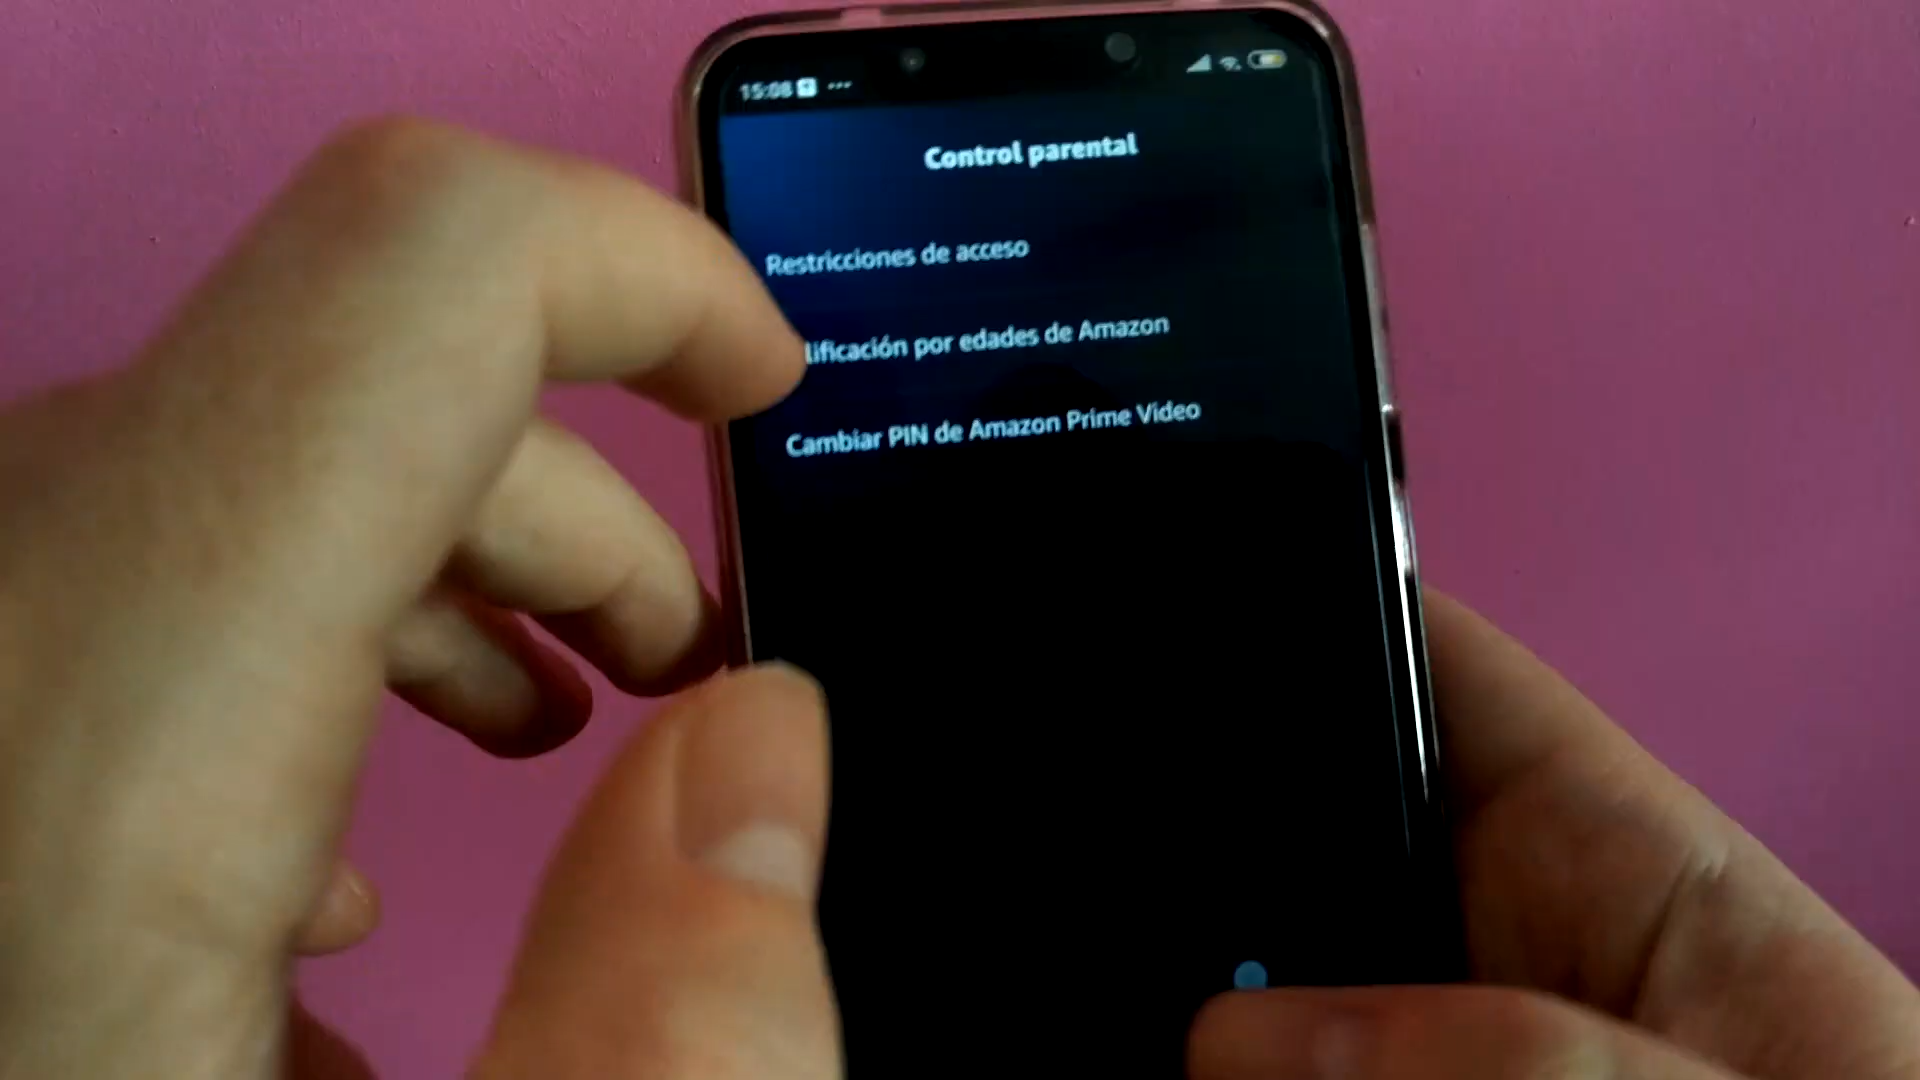 15:08
Control parental
Restricciones de acceso
lificación por edades de Amazon
Cambiar PIN de Amazon Prime Video